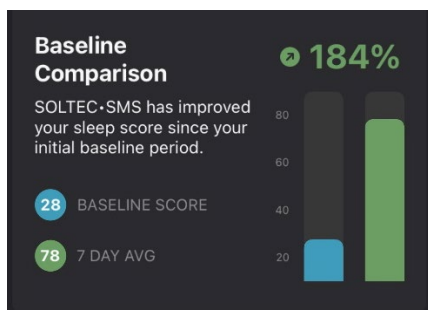 Baseline
Comparison
SOLTEC•SMS has improved
your sleep score since your
initial baseline period.
28 BASELINE SCORE
78 7 DAY AVG
184%
80
60
40
20